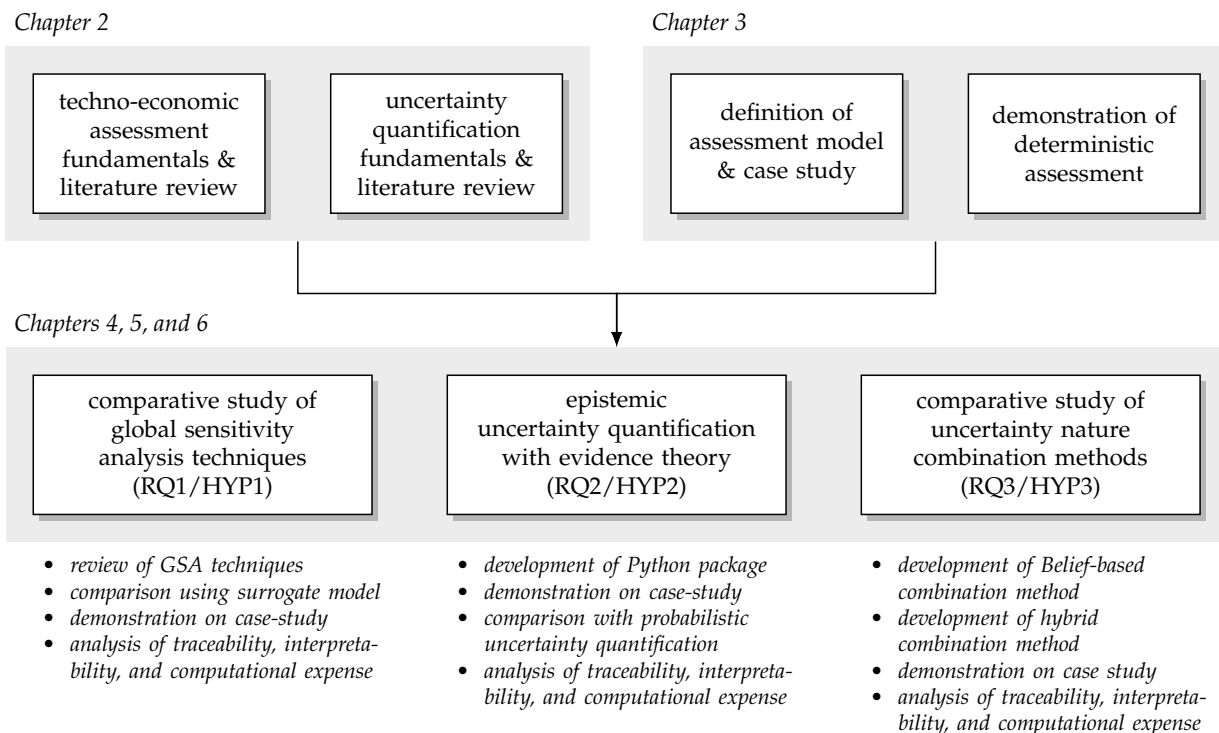 Chapter 2
techno-economic
assessment
fundamentals &
literature review
uncertainty
quantification
fundamentals &
literature review
Chapter 3
definition of
assessment model
& case study
demonstration of
deterministic
assessment
Chapters 4, 5, and 6
comparative study of
global sensitivity
analysis techniques
(RQ1/HYP1)
• review of GSA techniques
• comparison using surrogate model
• demonstration on case-study
• analysis of traceability, interpreta-
bility, and computational expense
epistemic
uncertainty quantification
with evidence theory
(RQ2/HYP2)
• development of Python package
• demonstration on case-study
• comparison with probabilistic
uncertainty quantification
• analysis of traceability, interpreta-
bility, and computational expense
comparative study of
uncertainty nature
combination methods
(RQ3/HYP3)
• development of Belief-based
combination method
• development of hybrid
combination method
• demonstration on case study
• analysis of traceability, interpreta-
bility, and computational expense